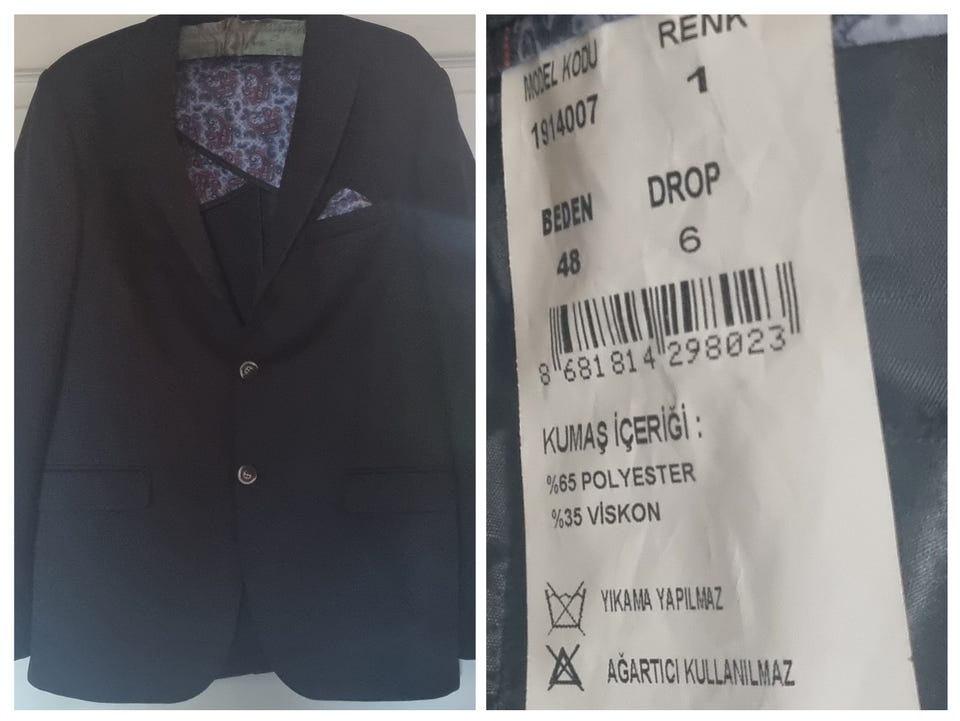 MODEL KODU RENK
1914007 1
BEDEN DROP
48 6
8 681814 298023
KUMAŞ İÇERİĞİ :
%65 POLYESTER
%35 VİSKON
YIKAMA YAPILMAZ
AĞARTICI KULLANILMAZ